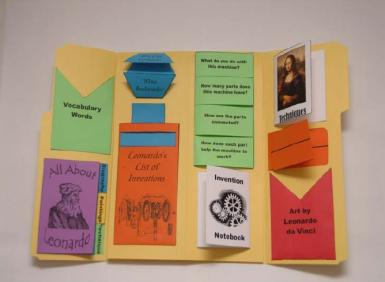 Vocabulary
Words
All About
Leonardo
Leonardo's
List of
Inventions
What do you do with
this machine?
How many parts does
this machine have?
How are the parts
connected?
How does each part
help the machine to
work?
Invention
Notebook
Techniques
Art by
Leonardo
da Vinci